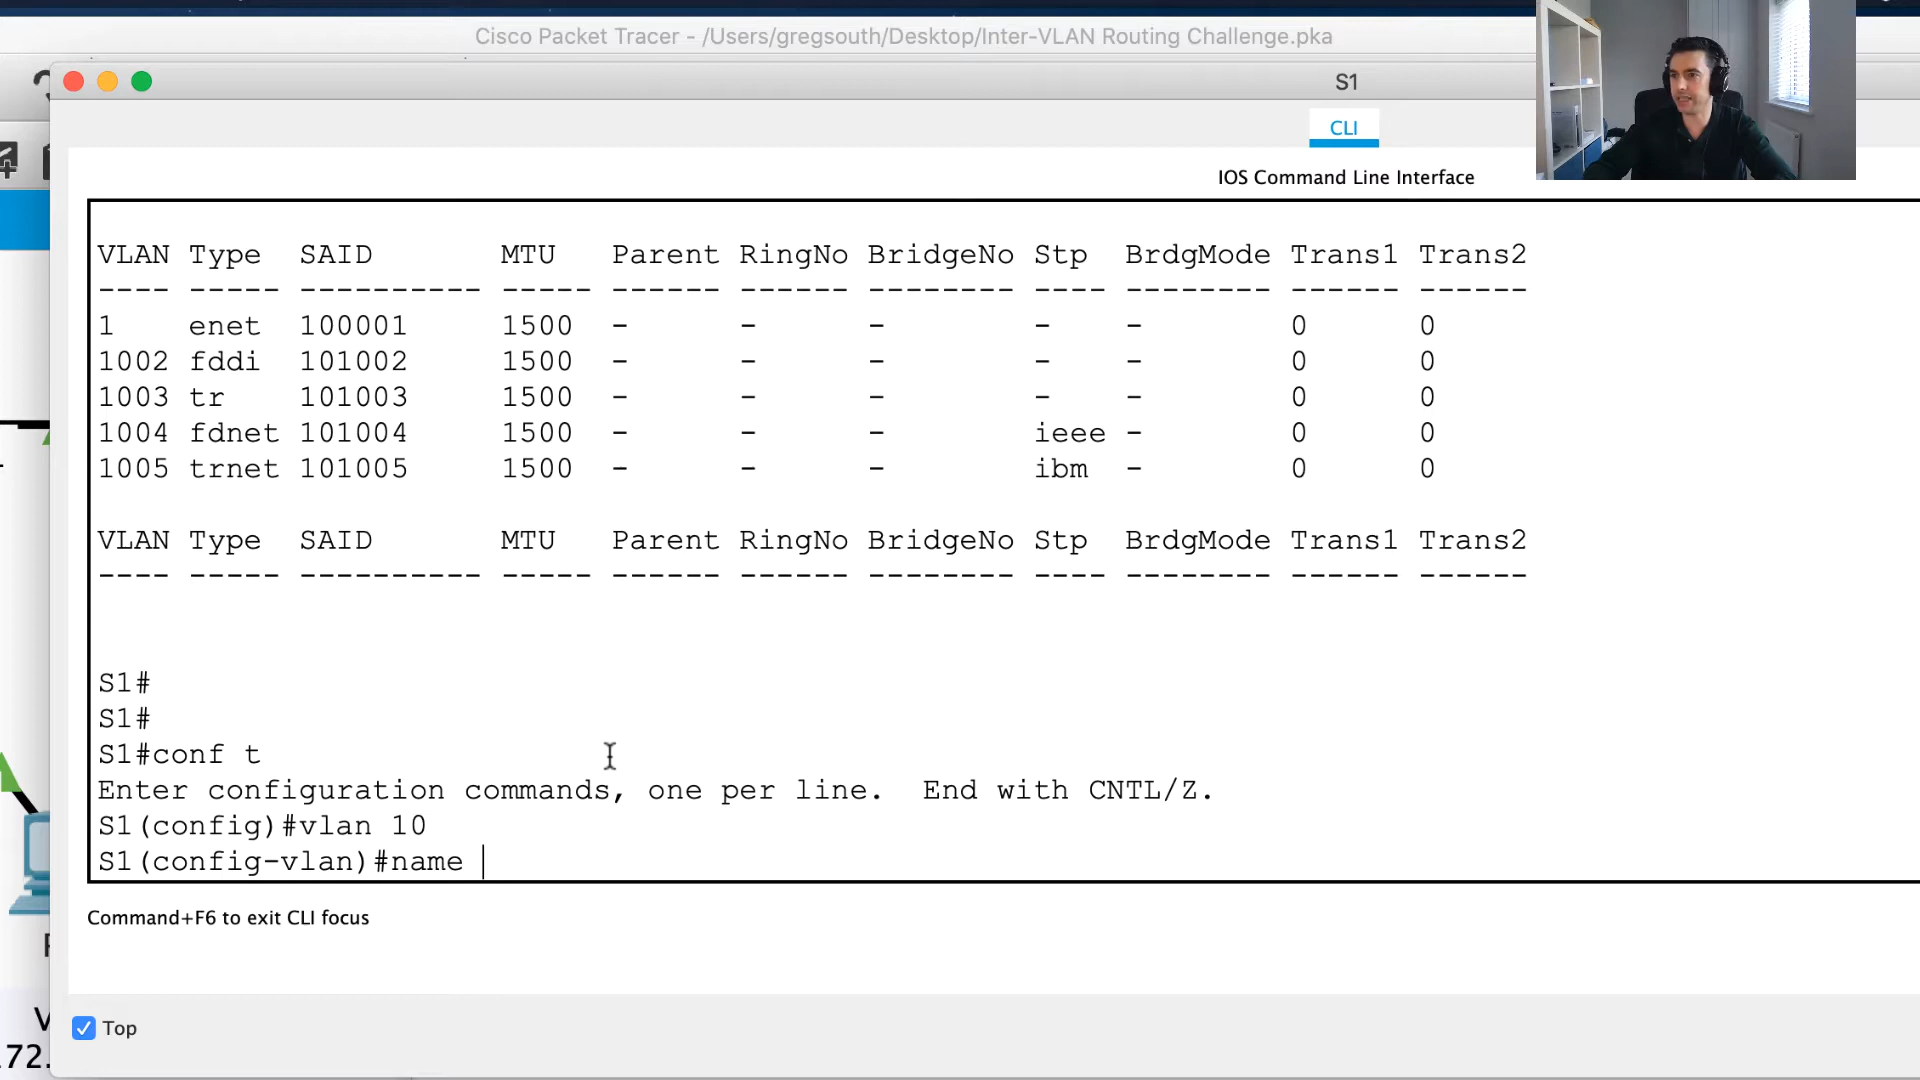 Cisco Packet Tracer - /Users/gregsouth/Desktop/Inter-VLAN Routing Challenge.pka
S1
CLI
IOS Command Line Interface
VLAN Type  SAID       MTU   Parent RingNo BridgeNo Stp  BrdgMode Trans1 Trans2
---- ----- ---------- ----- ------ ------ -------- ---- -------- ------ ------
1    enet  100001     1500  -      -      -        -    -        0      0
1002 fddi  101002     1500  -      -      -        -    -        0      0
1003 tr    101003     1500  -      -      -        -    -        0      0
1004 fdnet 101004     1500  -      -      -        ieee -        0      0
1005 trnet 101005     1500  -      -      -        ibm  -        0      0
VLAN Type  SAID       MTU   Parent RingNo BridgeNo Stp  BrdgMode Trans1 Trans2
---- ----- ---------- ----- ------ ------ -------- ---- -------- ------ ------
S1#
S1#
S1#conf t
Enter configuration commands, one per line.  End with CNTL/Z.
S1(config)#vlan 10
S1(config-vlan)#name
Command+F6 to exit CLI focus
Top
72.